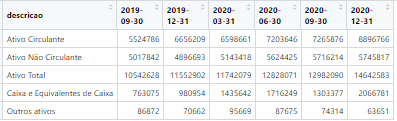 descricao 2019-09-30 2019-12-31 2020-03-31 2020-06-30 2020-09-30 2020-12-31
Ativo Circulante 5524786 6656209 6598661 7203646 7265876 8896766
Ativo Não Circulante 5017842 4896693 5143418 5624425 5716214 5745817
Ativo Total 10542628 11552902 11742079 12828071 12982090 14642583
Caixa e Equivalentes de Caixa 763075 980954 1435642 1716249 1303377 2066781
Outros ativos 86872 70662 95669 87675 74314 63651